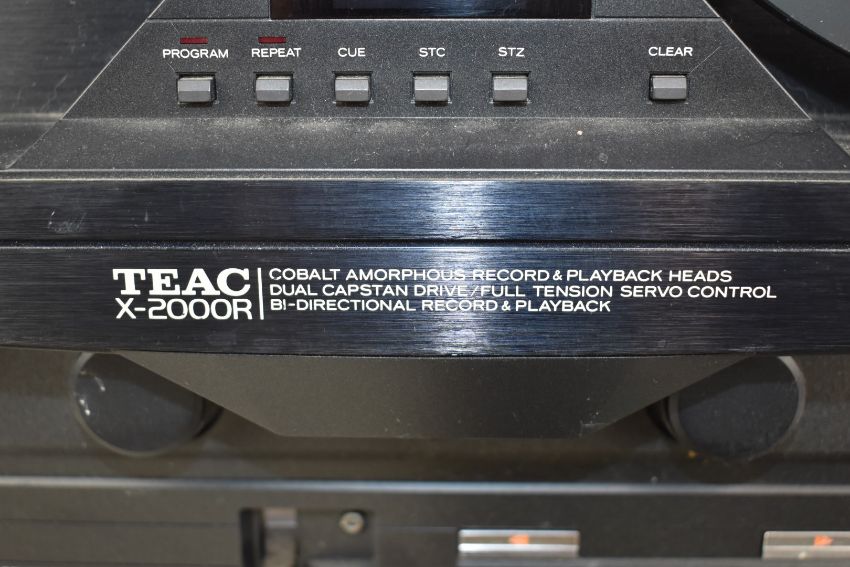 PROGRAM REPEAT CUE STC STZ CLEAR
TEAC
X-2000R
COBALT AMORPHOUS RECORD & PLAYBACK HEADS
DUAL CAPSTAN DRIVE/FULL TENSION SERVO CONTROL
BI-DIRECTIONAL RECORD & PLAYBACK